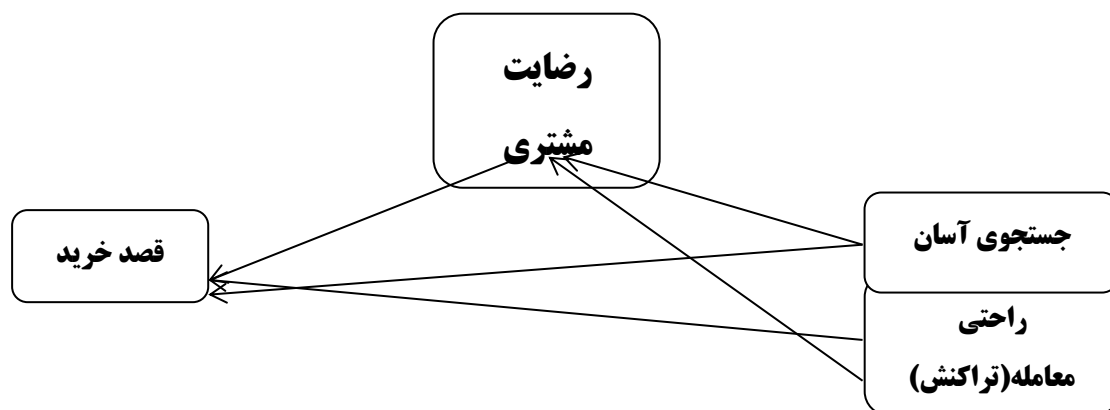 رضایت
مشتری
جستجوی آسان
قصد خرید
راحتی
معامله(تراکنش)